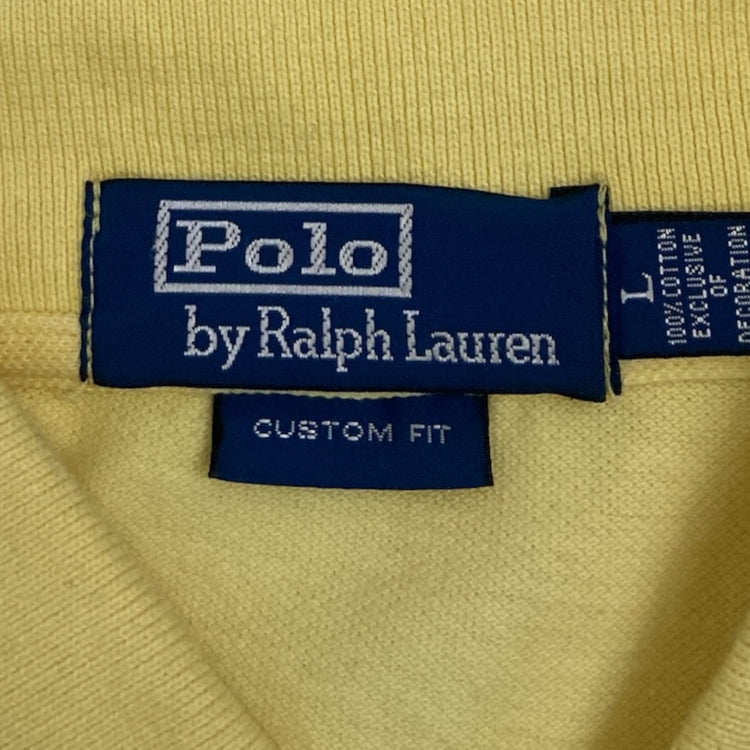 Polo
by Ralph Lauren
CUSTOM FIT
L
100% COTTON
EXCLUSIVE
OF
DECORATION